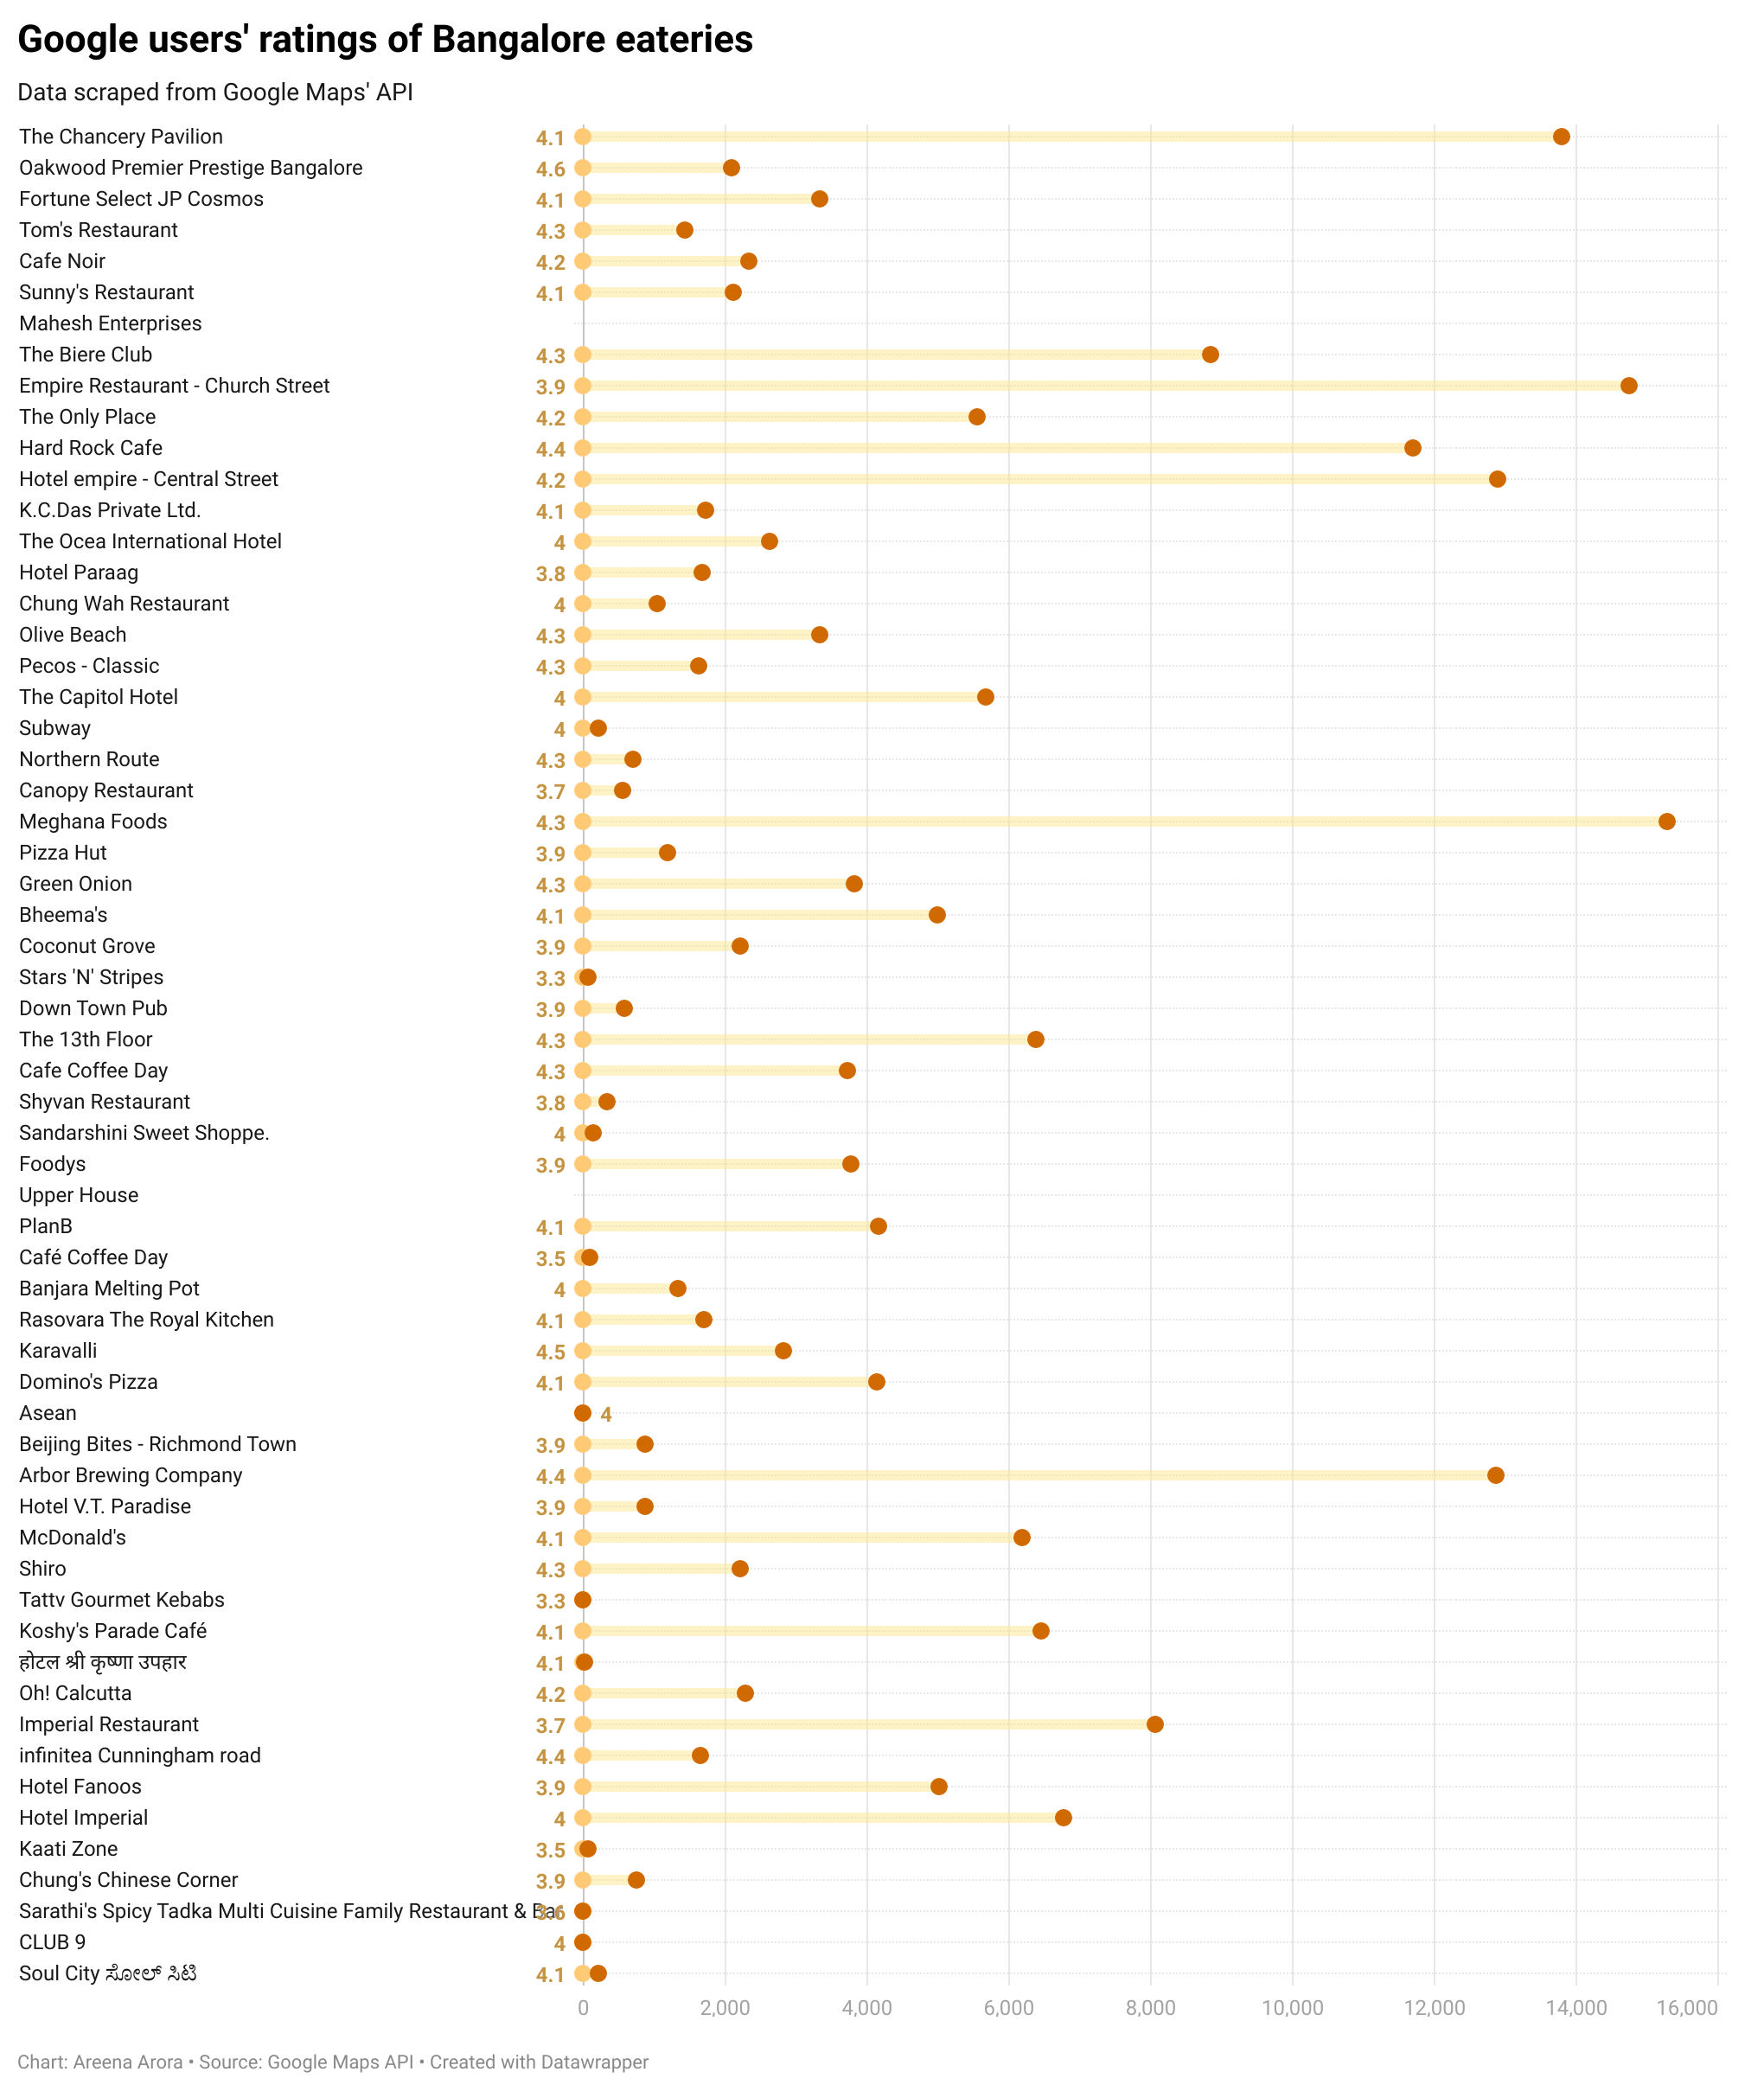 Google users' ratings of Bangalore eateries
Data scraped from Google Maps' API
The Chancery Pavilion 4.1
Oakwood Premier Prestige Bangalore 4.6
Fortune Select JP Cosmos 4.1
Tom's Restaurant 4.3
Cafe Noir 4.2
Sunny's Restaurant 4.1
Mahesh Enterprises
The Biere Club 4.3
Empire Restaurant - Church Street 3.9
The Only Place 4.2
Hard Rock Cafe 4.4
Hotel empire - Central Street 4.2
K.C.Das Private Ltd. 4.1
The Ocea International Hotel 4
Hotel Paraag 3.8
Chung Wah Restaurant 4
Olive Beach 4.3
Pecos - Classic 4.3
The Capitol Hotel 4
Subway 4
Northern Route 4.3
Canopy Restaurant 3.7
Meghana Foods 4.3
Pizza Hut 3.9
Green Onion 4.3
Bheema's 4.1
Coconut Grove 3.9
Stars 'N' Stripes 3.3
Down Town Pub 3.9
The 13th Floor 4.3
Cafe Coffee Day 4.3
Shyvan Restaurant 3.8
Sandarshini Sweet Shoppe. 4
Foodys 3.9
Upper House
PlanB 4.1
Café Coffee Day 3.5
Banjara Melting Pot 4
Rasovara The Royal Kitchen 4.1
Karavalli 4.5
Domino's Pizza 4.1
Asean 4
Beijing Bites - Richmond Town 3.9
Arbor Brewing Company 4.4
Hotel V.T. Paradise 3.9
McDonald's 4.1
Shiro 4.3
Tattv Gourmet Kebabs 3.3
Koshy's Parade Café 4.1
होटल श्री कृष्णा उपहार 4.1
Oh! Calcutta 4.2
Imperial Restaurant 3.7
infinitea Cunningham road 4.4
Hotel Fanoos 3.9
Hotel Imperial 4
Kaati Zone 3.5
Chung's Chinese Corner 3.9
Sarathi's Spicy Tadka Multi Cuisine Family Restaurant & Bar 3.6
CLUB 9 4
Soul City ಸೋಲ್ ಸಿಟಿ 4.1
0 2,000 4,000 6,000 8,000 10,000 12,000 14,000 16,000
Chart: Areena Arora • Source: Google Maps API • Created with Datawrapper